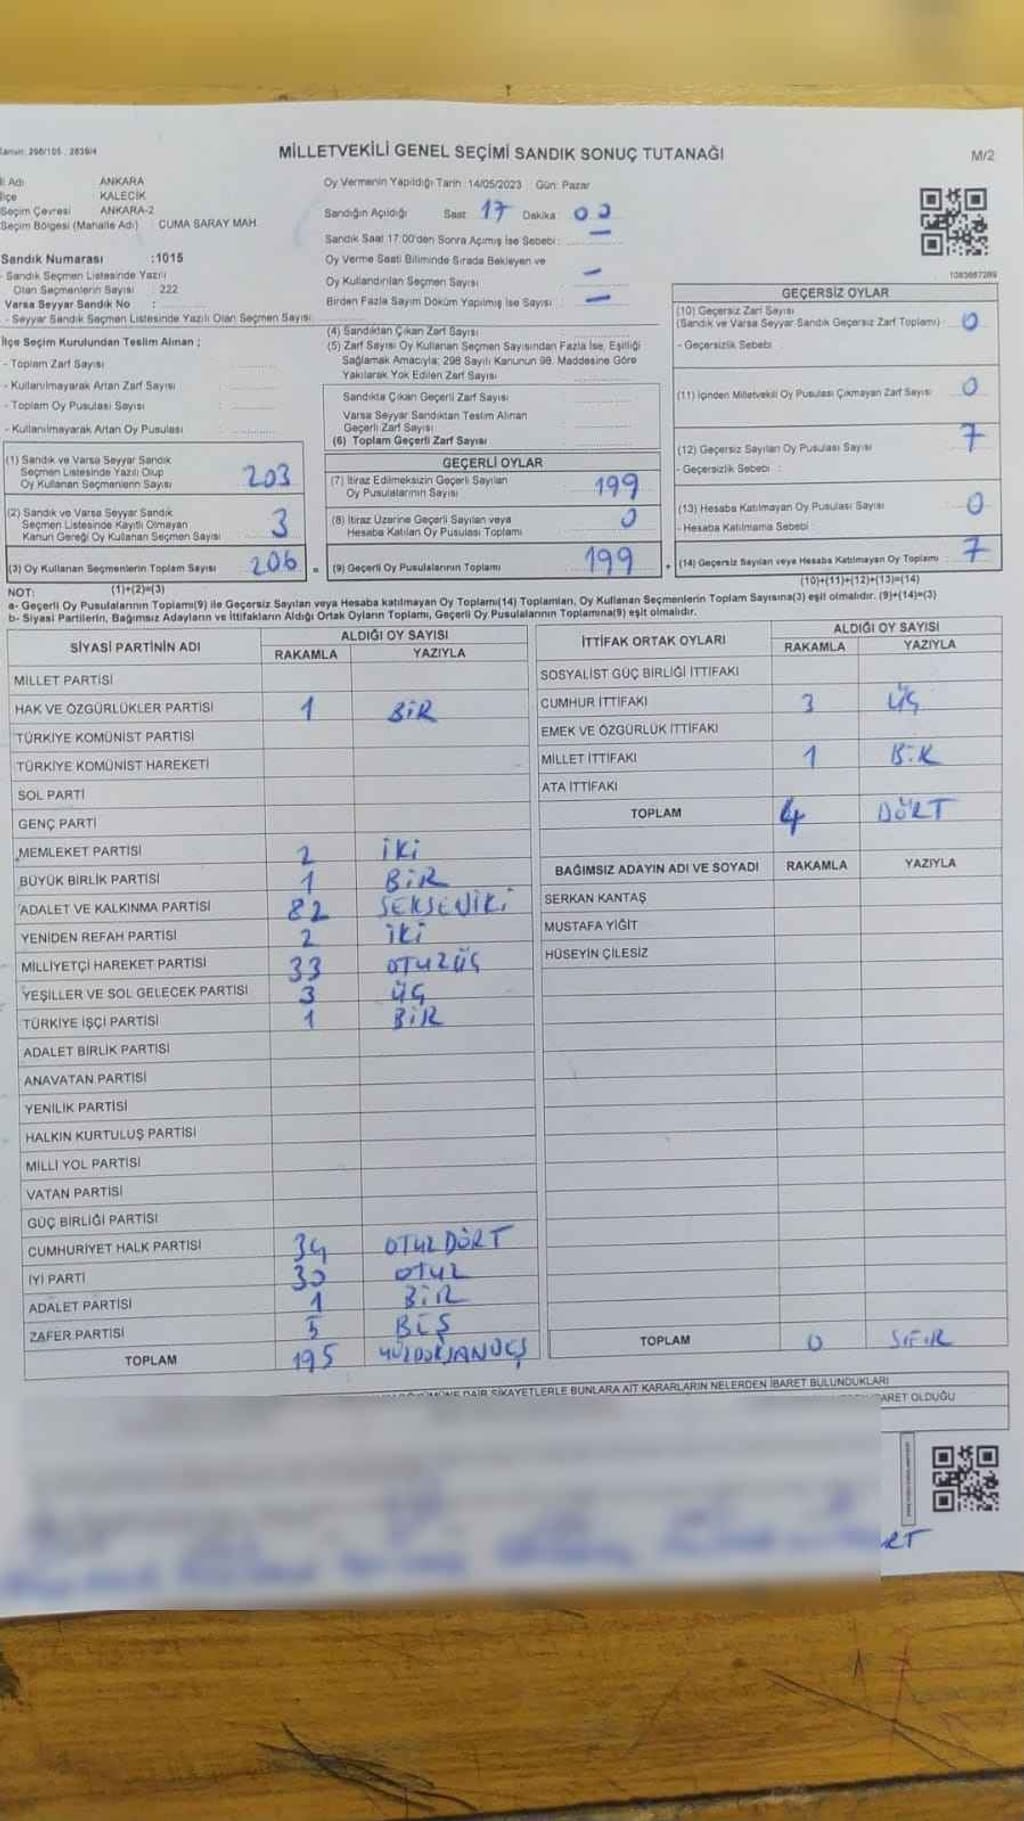 MİLLETVEKİLİ GENEL SEÇİMİ SANDIK SONUÇ TUTANAĞI
M/2
İl Adı ANKARA
İlçe KALECİK
Seçim Çevresi ANKARA-2
Seçim Bölgesi (Mahalle Adı) CUMA SARAY MAH
Sandık Numarası :1015
- Sandık Seçmen Listesinde Yazılı
Olan Seçmenlerin Sayısı : 222
Varsa Seyyar Sandık No :
- Seyyar Sandık Seçmen Listesinde Yazılı Olan Seçmen Sayısı
Oy Vermenin Yapıldığı Tarih :14/05/2023 Gün: Pazar
Sandığın Açıldığı Saat 17 Dakika 00
Sandık Saat 17:00'den Sonra Açılmış İse Sebebi: —
Oy Verme Saati Bitiminde Sırada Bekleyen ve
Oy Kullandırılan Seçmen Sayısı —
Birden Fazla Sayım Döküm Yapılmış İse Sayısı : —
İlçe Seçim Kurulundan Teslim Alınan ;
- Toplam Zarf Sayısı
- Kullanılmayarak Artan Zarf Sayısı
- Toplam Oy Pusulası Sayısı
- Kullanılmayarak Artan Oy Pusulası
(4) Sandıktan Çıkan Zarf Sayısı
(5) Zarf Sayısı Oy Kullanan Seçmen Sayısından Fazla İse, Eşitliği
Sağlamak Amacıyla; 298 Sayılı Kanunun 98. Maddesine Göre
Yakılarak Yok Edilen Zarf Sayısı
Sandıkta Çıkan Geçerli Zarf Sayısı
Varsa Seyyar Sandıktan Teslim Alınan
Geçerli Zarf Sayısı
(6) Toplam Geçerli Zarf Sayısı
GEÇERSİZ OYLAR
(10) Geçersiz Zarf Sayısı
(Sandık ve Varsa Seyyar Sandık Geçersiz Zarf Toplamı) : 0
- Geçersizlik Sebebi
(11) İçinden Milletvekili Oy Pusulası Çıkmayan Zarf Sayısı : 0
(12) Geçersiz Sayılan Oy Pusulası Sayısı 7
- Geçersizlik Sebebi :
(13) Hesaba Katılmayan Oy Pusulası Sayısı 0
- Hesaba Katılmama Sebebi
(14) Geçersiz Sayılan veya Hesaba Katılmayan Oy Toplamı : 7
(10)+(11)+(12)+(13)=(14)
(1) Sandık ve Varsa Seyyar Sandık
Seçmen Listesinde Yazılı Olup
Oy Kullanan Seçmenlerin Sayısı 203
(2) Sandık ve Varsa Seyyar Sandık
Seçmen Listesinde Kayıtlı Olmayan
Kanun Gereği Oy Kullanan Seçmen Sayısı 3
(3) Oy Kullanan Seçmenlerin Toplam Sayısı 206
(1)+(2)=(3)
GEÇERLİ OYLAR
(7) İtiraz Edilmeksizin Geçerli Sayılan
Oy Pusulalarının Sayısı 199
(8) İtiraz Üzerine Geçerli Sayılan veya
Hesaba Katılan Oy Pusulası Toplamı 0
= (9) Geçerli Oy Pusulalarının Toplamı 199 +
NOT:
a- Geçerli Oy Pusulalarının Toplamı(9) ile Geçersiz Sayılan veya Hesaba katılmayan Oy Toplamı(14) Toplamları, Oy Kullanan Seçmenlerin Toplam Sayısına(3) eşit olmalıdır. (9)+(14)=(3)
b- Siyasi Partilerin, Bağımsız Adayların ve İttifakların Aldığı Ortak Oyların Toplamı, Geçerli Oy Pusulalarının Toplamına(9) eşit olmalıdır.
SİYASİ PARTİNİN ADI ALDIĞI OY SAYISI
RAKAMLA YAZIYLA
MİLLET PARTİSİ
HAK VE ÖZGÜRLÜKLER PARTİSİ 1 BİR
TÜRKİYE KOMÜNİST PARTİSİ
TÜRKİYE KOMÜNİST HAREKETİ
SOL PARTİ
GENÇ PARTİ
MEMLEKET PARTİSİ 2 İKİ
BÜYÜK BİRLİK PARTİSİ 1 BİR
ADALET VE KALKINMA PARTİSİ 82 SEKSENİKİ
YENİDEN REFAH PARTİSİ 2 İKİ
MİLLİYETÇİ HAREKET PARTİSİ 33 OTUZÜÇ
YEŞİLLER VE SOL GELECEK PARTİSİ 3 ÜÇ
TÜRKİYE İŞÇİ PARTİSİ 1 BİR
ADALET BİRLİK PARTİSİ
ANAVATAN PARTİSİ
YENİLİK PARTİSİ
HALKIN KURTULUŞ PARTİSİ
MİLLİ YOL PARTİSİ
VATAN PARTİSİ
GÜÇ BİRLİĞİ PARTİSİ
CUMHURİYET HALK PARTİSİ 34 OTUZ DÖRT
İYİ PARTİ 30 OTUZ
ADALET PARTİSİ 1 BİR
ZAFER PARTİSİ 5 BEŞ
TOPLAM 195
İTTİFAK ORTAK OYLARI ALDIĞI OY SAYISI
RAKAMLA YAZIYLA
SOSYALİST GÜÇ BİRLİĞİ İTTİFAKI
CUMHUR İTTİFAKI 3 ÜÇ
EMEK VE ÖZGÜRLÜK İTTİFAKI
MİLLET İTTİFAKI 1 BİR
ATA İTTİFAKI
TOPLAM 4 DÖRT
BAĞIMSIZ ADAYIN ADI VE SOYADI RAKAMLA YAZIYLA
SERKAN KANTAŞ
MUSTAFA YİĞİT
HÜSEYİN ÇİLESİZ
TOPLAM 0 SIFIR
DAİR ŞİKAYETLERLE BUNLARA AİT KARARLARIN NELERDEN İBARET BULUNDUKLARI
OLDUĞU